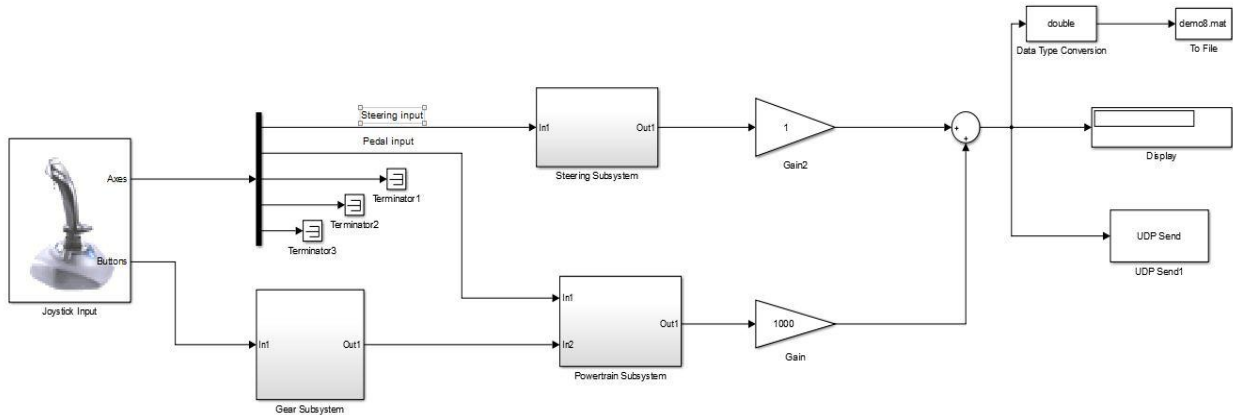 double
Data Type Conversion
demo8.mat
To File
Steering input
In1
Out1
Steering Subsystem
1
Gain2
+
+
Display
Pedal input
Axes
Terminator1
Terminator2
Terminator3
Buttons
Joystick Input
UDP Send
UDP Send1
In1
In2
Out1
Powertrain Subsystem
1000
Gain
In1
Out1
Gear Subsystem